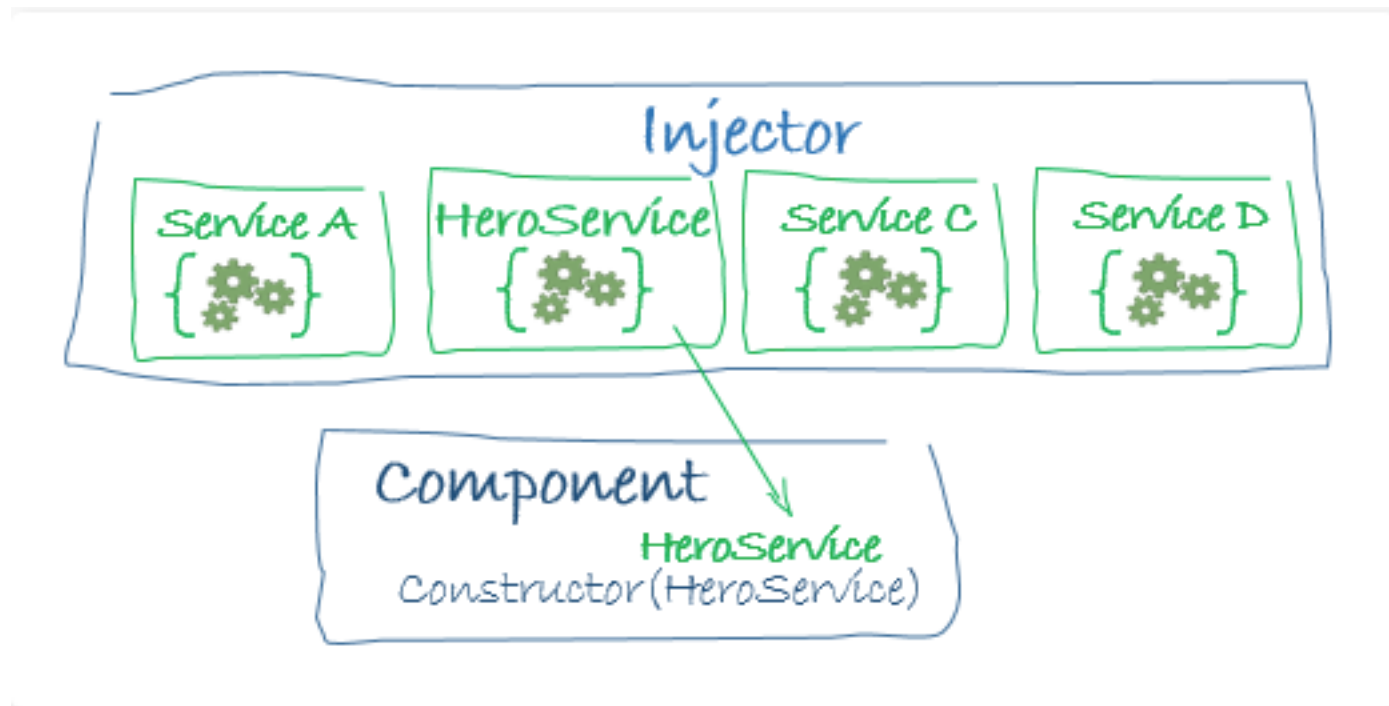 Injector
Service A
HeroService
Service C
Service D
Component
HeroService
Constructor(HeroService)